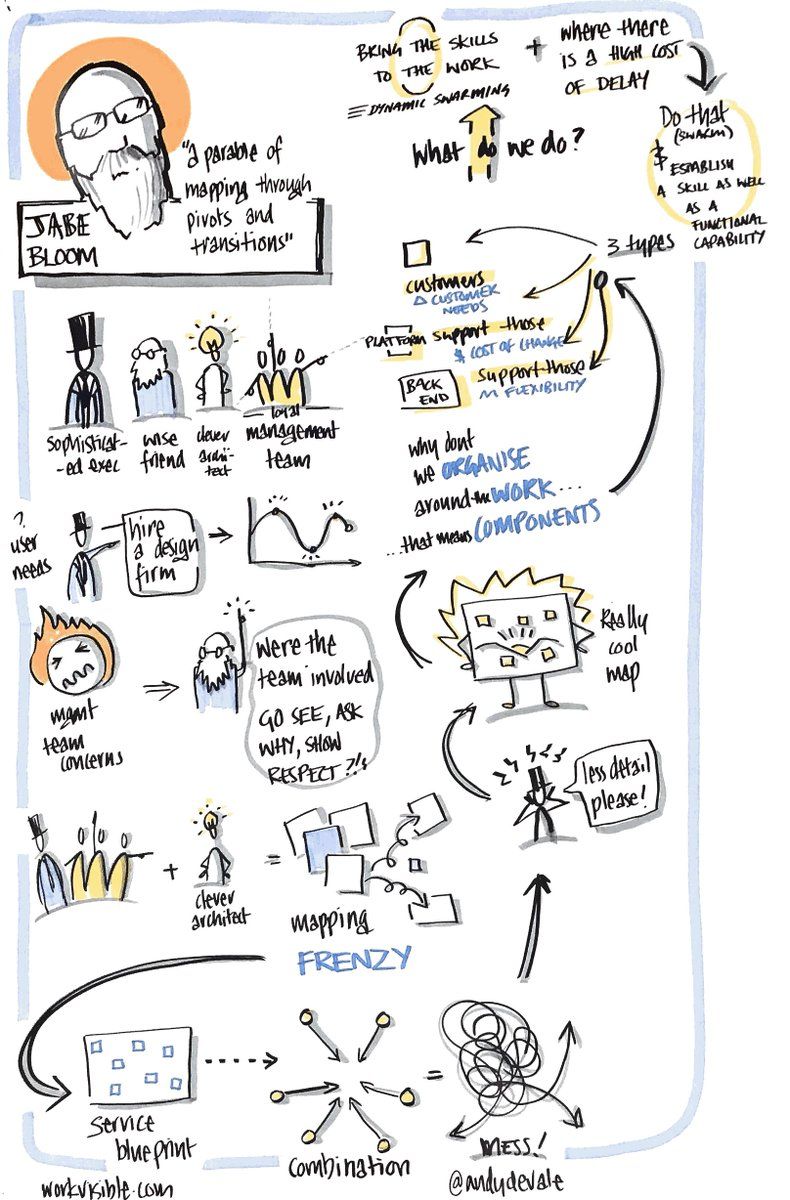 JABE
BLOOM
"a parable of
mapping through
pivots and
transitions"
sophisticat-
-ed exec
wise
friend
clever
archi-
tect
loyal
management
team
?
user
needs
hire
a design
firm
mgmt
team
concerns
Were the
team involved
GO SEE, ASK
WHY, SHOW
RESPECT?!!
+
clever
architect
=
mapping
FRENZY
service
blueprint
combination
=
MESS!
less detail
please!
Really
cool
map
why dont
we ORGANISE
around the WORK...
...that means COMPONENTS
3 types
customers
△ CUSTOMER
NEEDS
PLATFORM support those
$ COST OF CHANGE
BACK
END
support those
M FLEXIBILITY
What do we do?
BRING THE SKILLS
TO THE WORK
= DYNAMIC SWARMING
+
where there
IS A HIGH COST
OF DELAY
Do that
(SWARM)
&
ESTABLISH
A SKILL AS WELL
AS A
FUNCTIONAL
CAPABILITY
workvisible.com
@andydevale